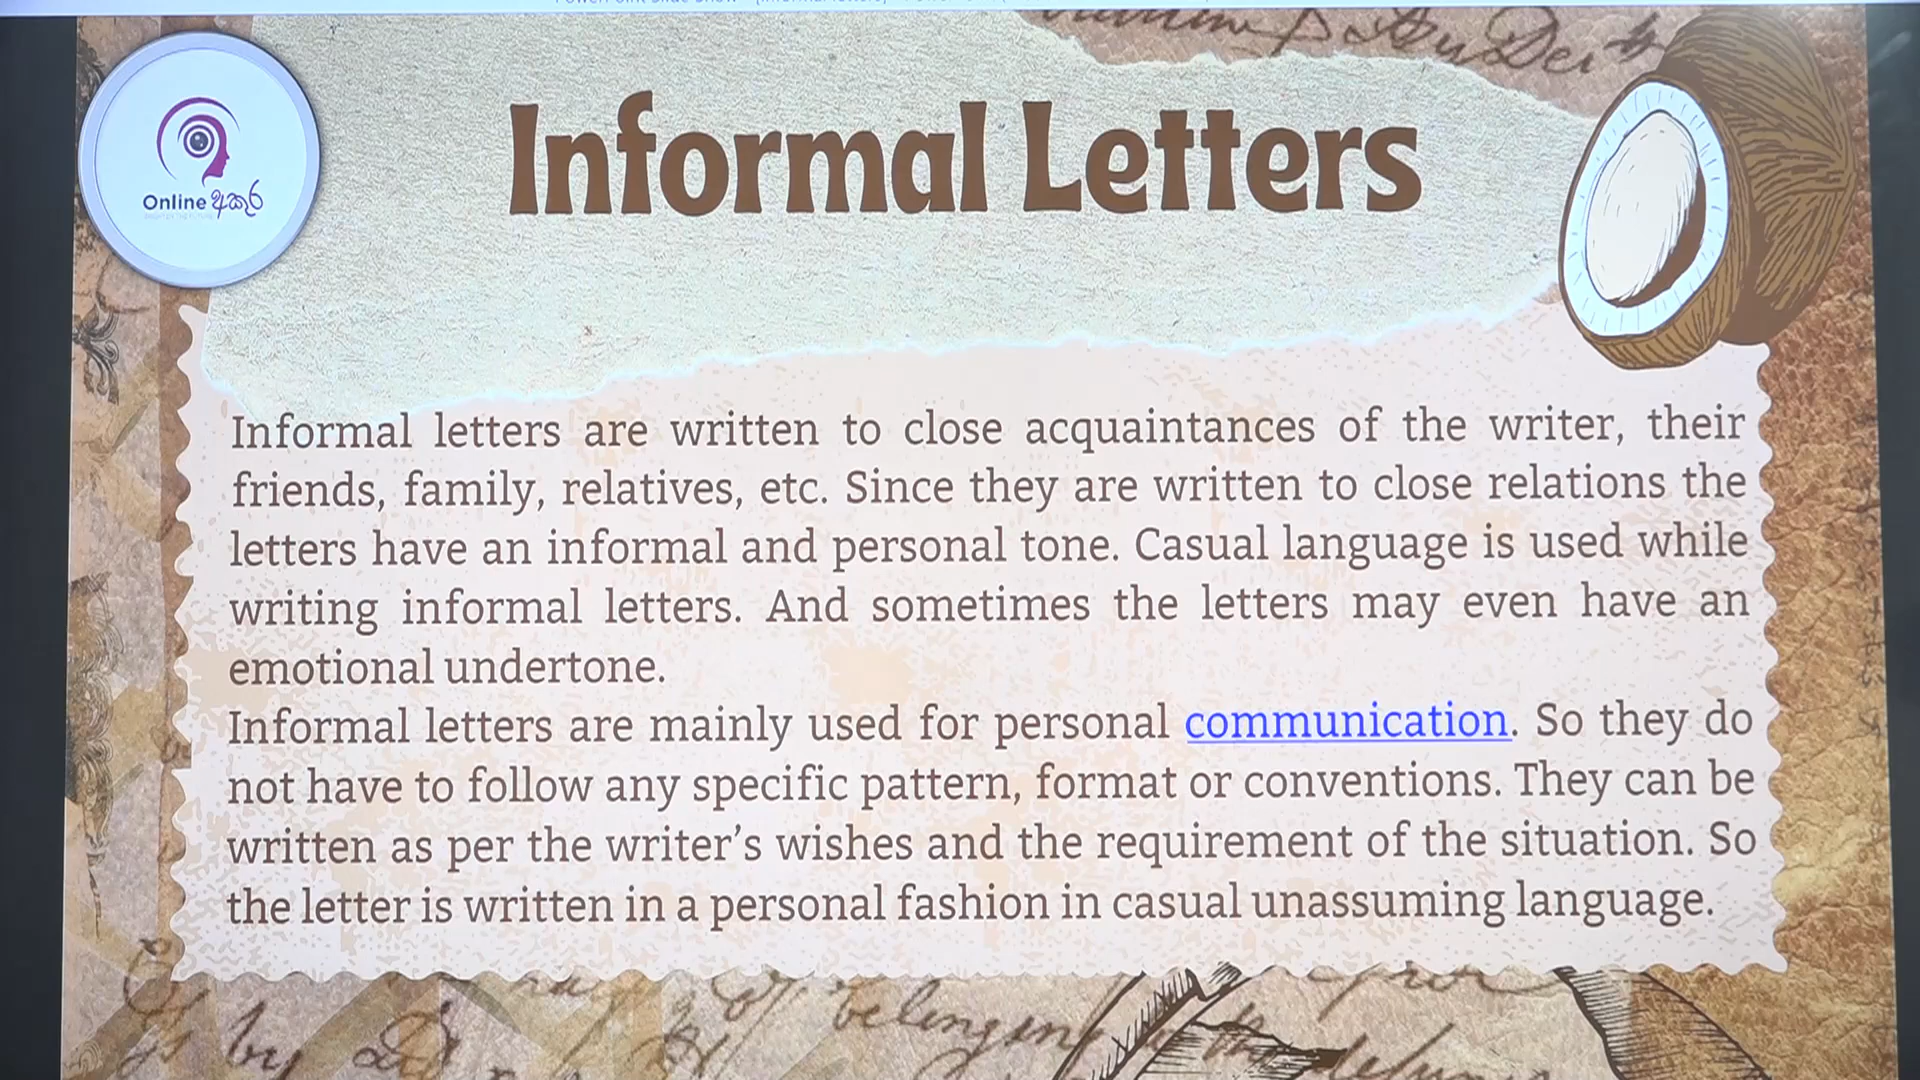 Online අකුර
Informal Letters
Informal letters are written to close acquaintances of the writer, their
friends, family, relatives, etc. Since they are written to close relations the
letters have an informal and personal tone. Casual language is used while
writing informal letters. And sometimes the letters may even have an
emotional undertone.
Informal letters are mainly used for personal communication. So they do
not have to follow any specific pattern, format or conventions. They can be
written as per the writer’s wishes and the requirement of the situation. So
the letter is written in a personal fashion in casual unassuming language.